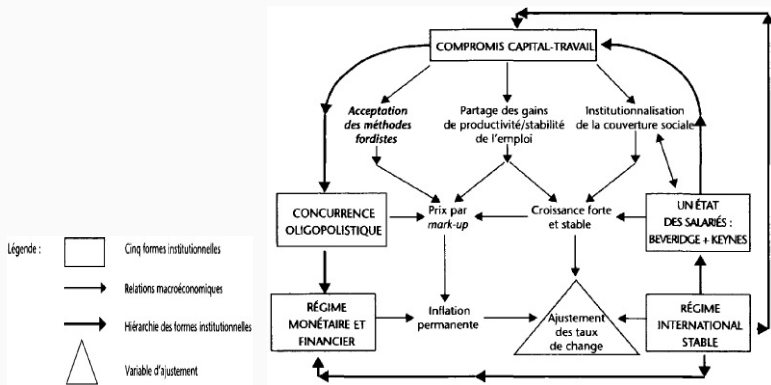 COMPROMIS CAPITAL-TRAVAIL
Acceptation
des méthodes
fordistes
Partage des gains
de productivité/stabilité
de l'emploi
Institutionnalisation
de la couverture sociale
CONCURRENCE
OLIGOPOLISTIQUE
Prix par
mark-up
Croissance forte
et stable
UN ÉTAT
DES SALARIÉS :
BEVERIDGE + KEYNES
RÉGIME
MONÉTAIRE ET
FINANCIER
Inflation
permanente
Ajustement
des taux
de change
RÉGIME
INTERNATIONAL
STABLE
Légende :
Cinq formes institutionnelles
Relations macroéconomiques
Hiérarchie des formes institutionnelles
Variable d'ajustement